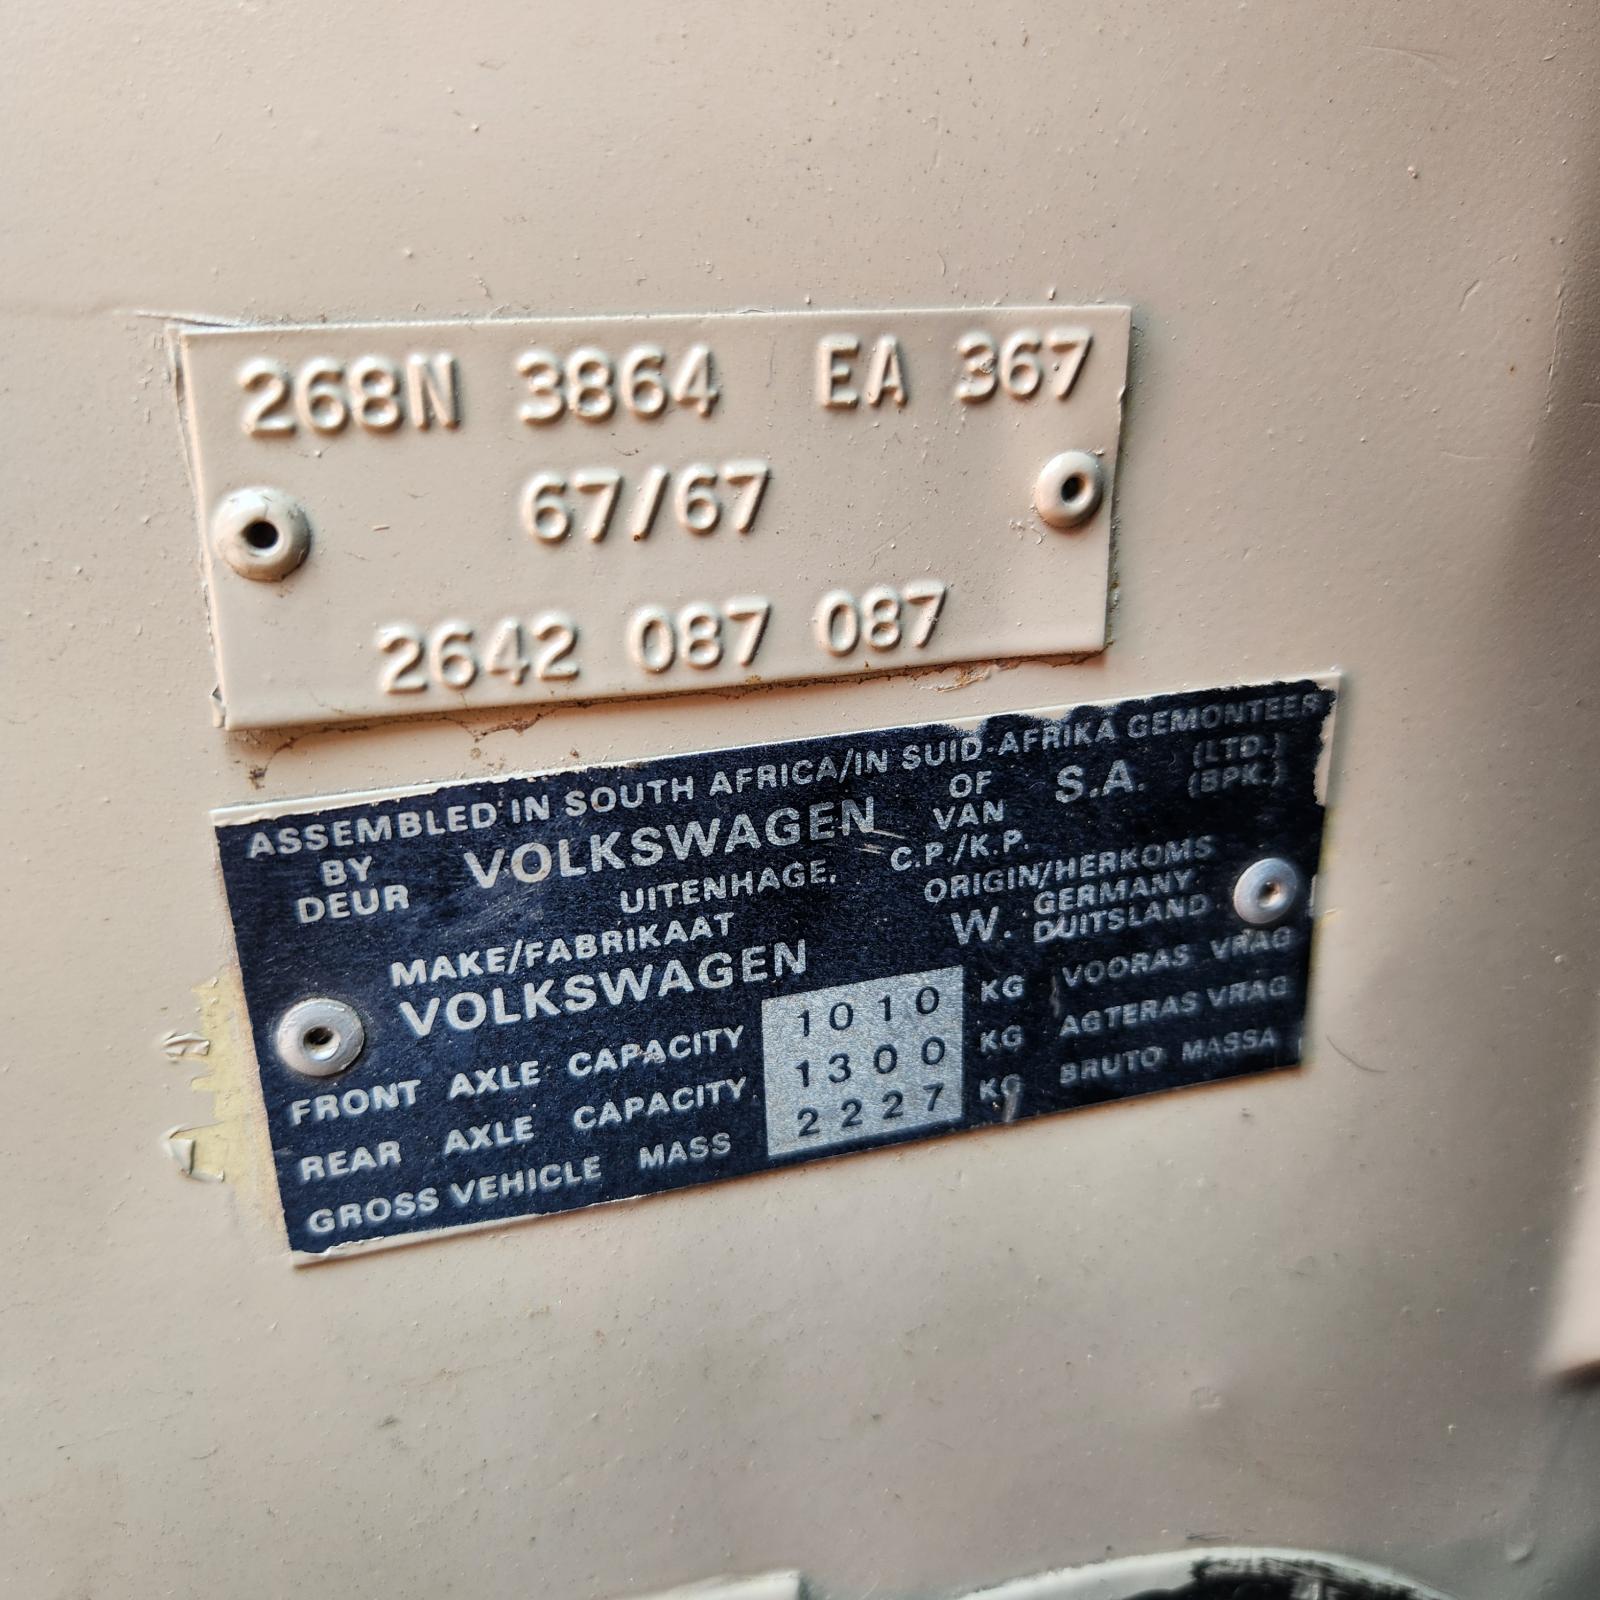 268N 3864 EA 367
67/67
2642 087 087
ASSEMBLED IN SOUTH AFRICA/IN SUID-AFRIKA GEMONTEER
BY DEUR VOLKSWAGEN OF VAN S.A. (LTD.) (BPK.)
UITENHAGE, C.P./K.P.
MAKE/FABRIKAAT ORIGIN/HERKOMS
VOLKSWAGEN W. GERMANY DUITSLAND
FRONT AXLE CAPACITY 1010 KG VOORAS VRAG
REAR AXLE CAPACITY 1300 KG AGTERAS VRAG
GROSS VEHICLE MASS 2227 KG BRUTO MASSA